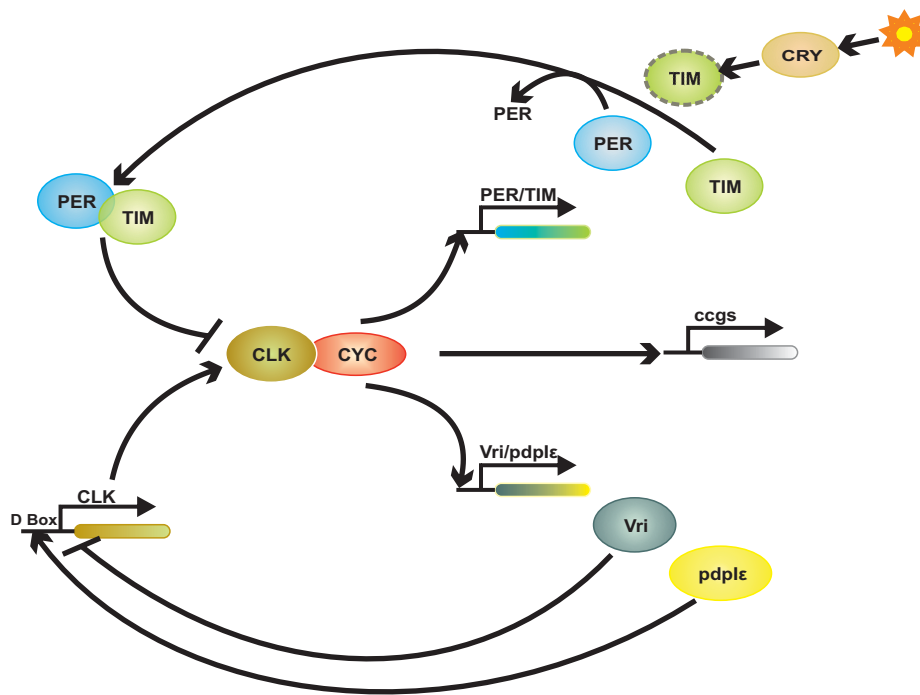 CRY
TIM
PER
PER
TIM
PER
TIM
PER/TIM
ccgs
CLK
CYC
Vri/pdplε
CLK
D Box
Vri
pdplε